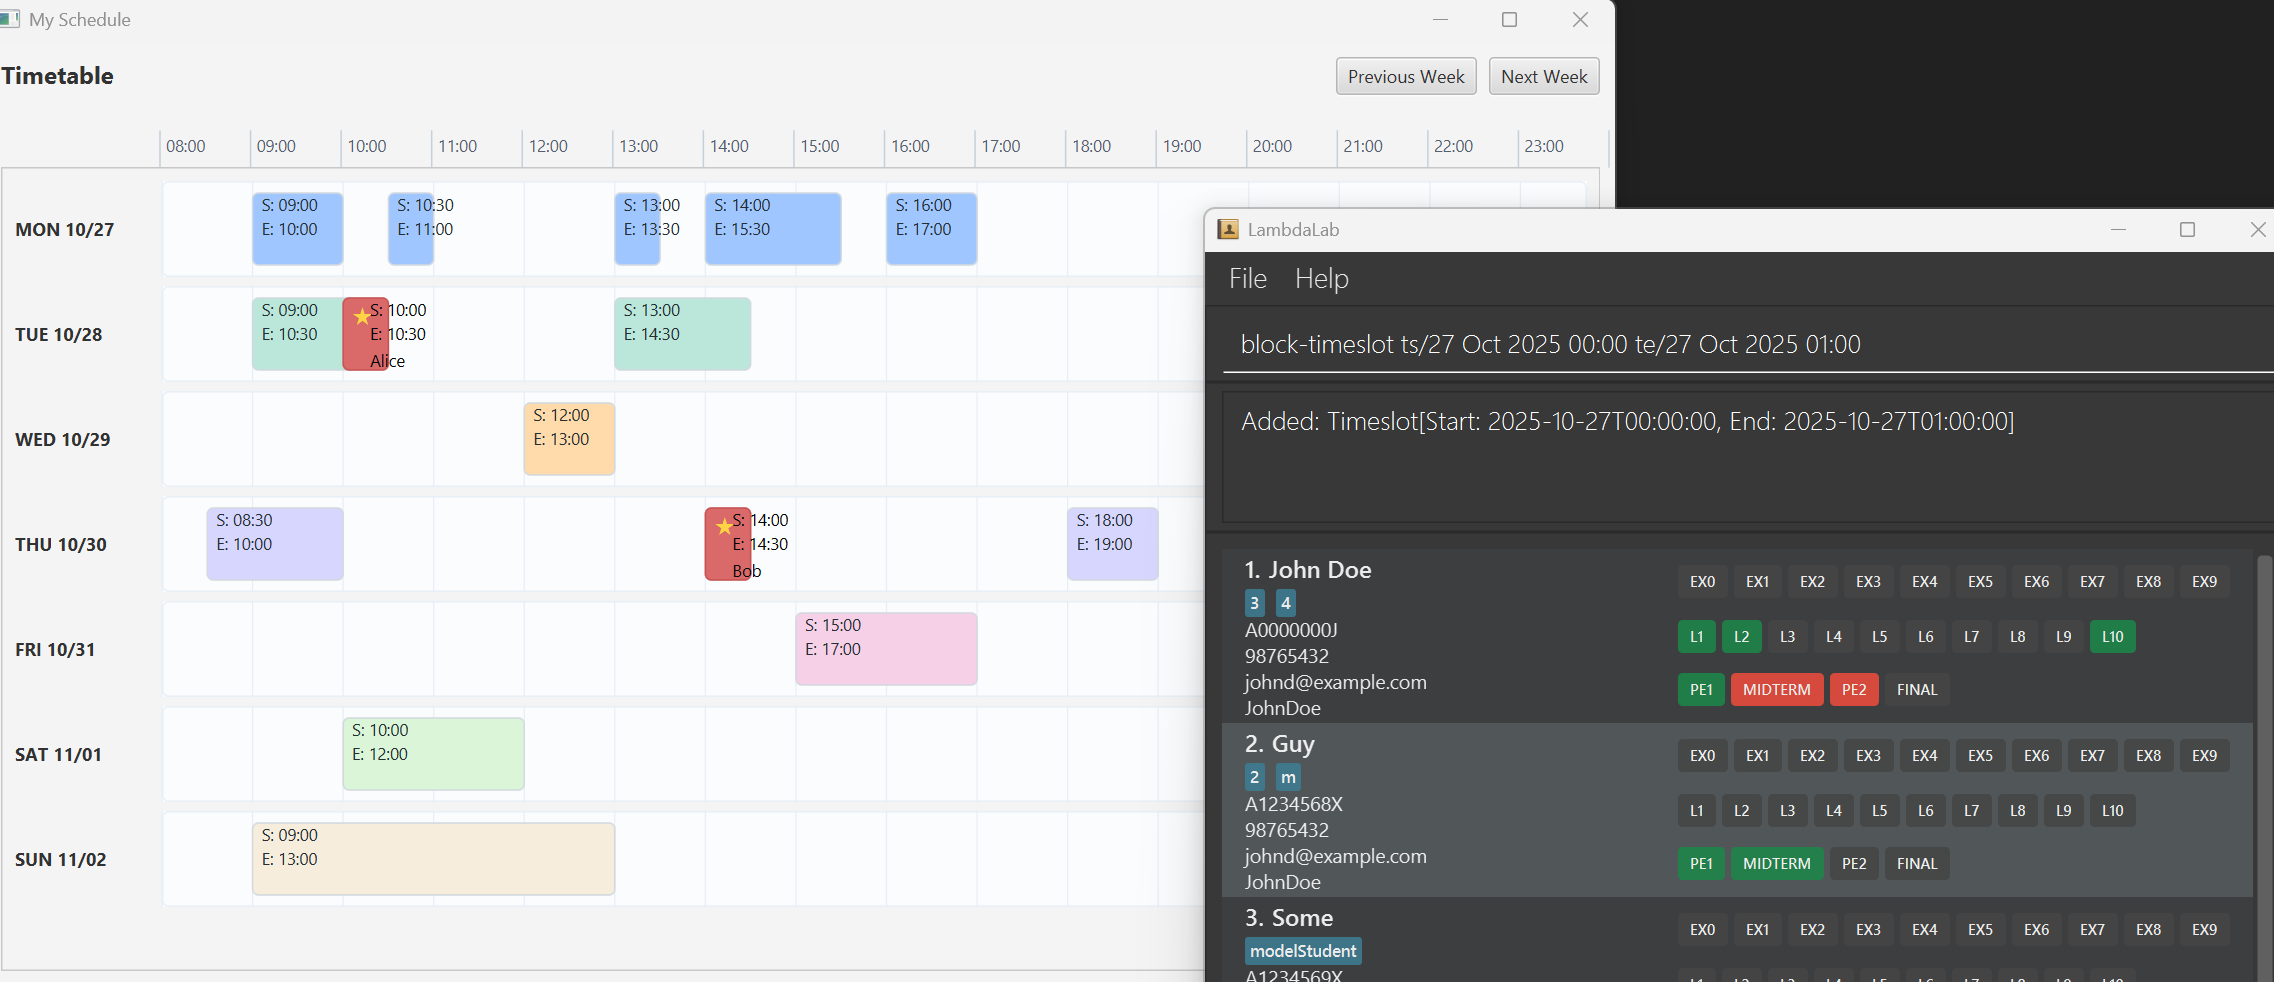 My Schedule
Timetable
Previous Week
Next Week
08:00 09:00 10:00 11:00 12:00 13:00 14:00 15:00 16:00 17:00 18:00 19:00 20:00 21:00 22:00 23:00
MON 10/27
S: 09:00
E: 10:00
S: 10:30
E: 11:00
S: 13:00
E: 13:30
S: 14:00
E: 15:30
S: 16:00
E: 17:00
TUE 10/28
S: 09:00
E: 10:30
S: 10:00
E: 10:30
Alice
S: 13:00
E: 14:30
WED 10/29
S: 12:00
E: 13:00
THU 10/30
S: 08:30
E: 10:00
S: 14:00
E: 14:30
Bob
S: 18:00
E: 19:00
FRI 10/31
S: 15:00
E: 17:00
SAT 11/01
S: 10:00
E: 12:00
SUN 11/02
S: 09:00
E: 13:00
LambdaLab
File Help
block-timeslot ts/27 Oct 2025 00:00 te/27 Oct 2025 01:00
Added: Timeslot[Start: 2025-10-27T00:00:00, End: 2025-10-27T01:00:00]
1. John Doe
3 4
A0000000J
98765432
johnd@example.com
JohnDoe
EX0 EX1 EX2 EX3 EX4 EX5 EX6 EX7 EX8 EX9
L1 L2 L3 L4 L5 L6 L7 L8 L9 L10
PE1 MIDTERM PE2 FINAL
2. Guy
2 m
A1234568X
98765432
johnd@example.com
JohnDoe
EX0 EX1 EX2 EX3 EX4 EX5 EX6 EX7 EX8 EX9
L1 L2 L3 L4 L5 L6 L7 L8 L9 L10
PE1 MIDTERM PE2 FINAL
3. Some
modelStudent
A1234569X
EX0 EX1 EX2 EX3 EX4 EX5 EX6 EX7 EX8 EX9
L1 L2 L3 L4 L5 L6 L7 L8 L9 L10